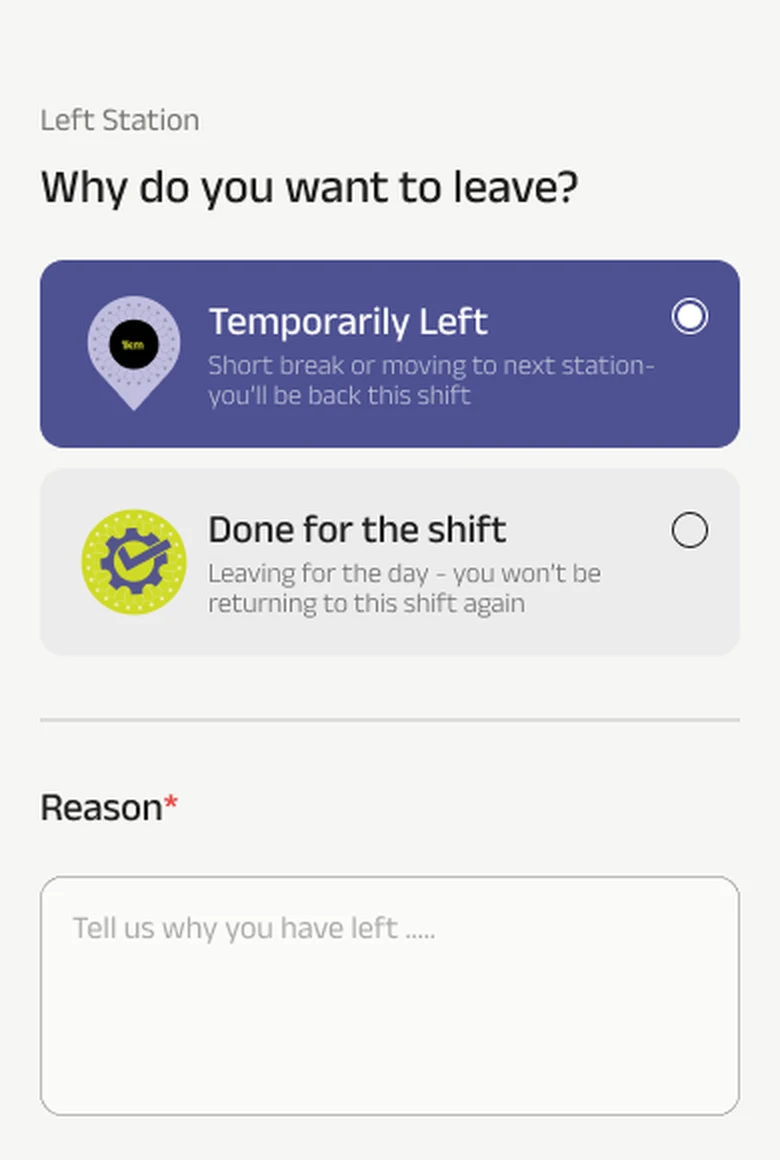 Left Station
Why do you want to leave?
1km
Temporarily Left
Short break or moving to next station-
you'll be back this shift
Done for the shift
Leaving for the day - you won't be
returning to this shift again
Reason*
Tell us why you have left .....